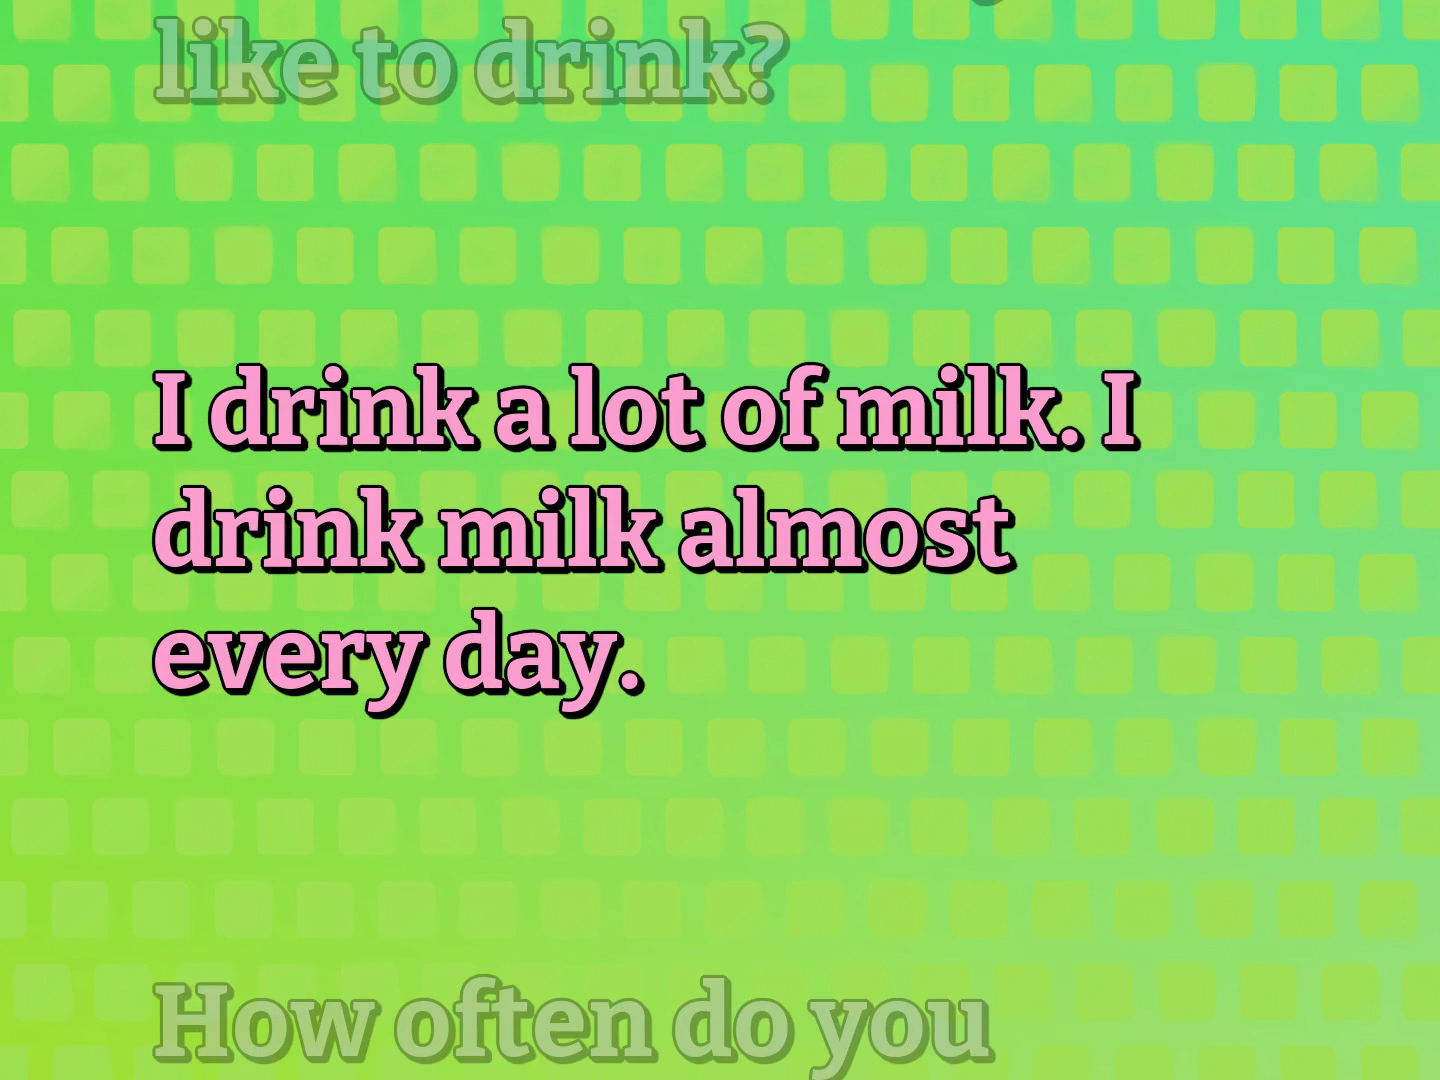 like to drink?
I drink a lot of milk. I
drink milk almost
every day.
How often do you